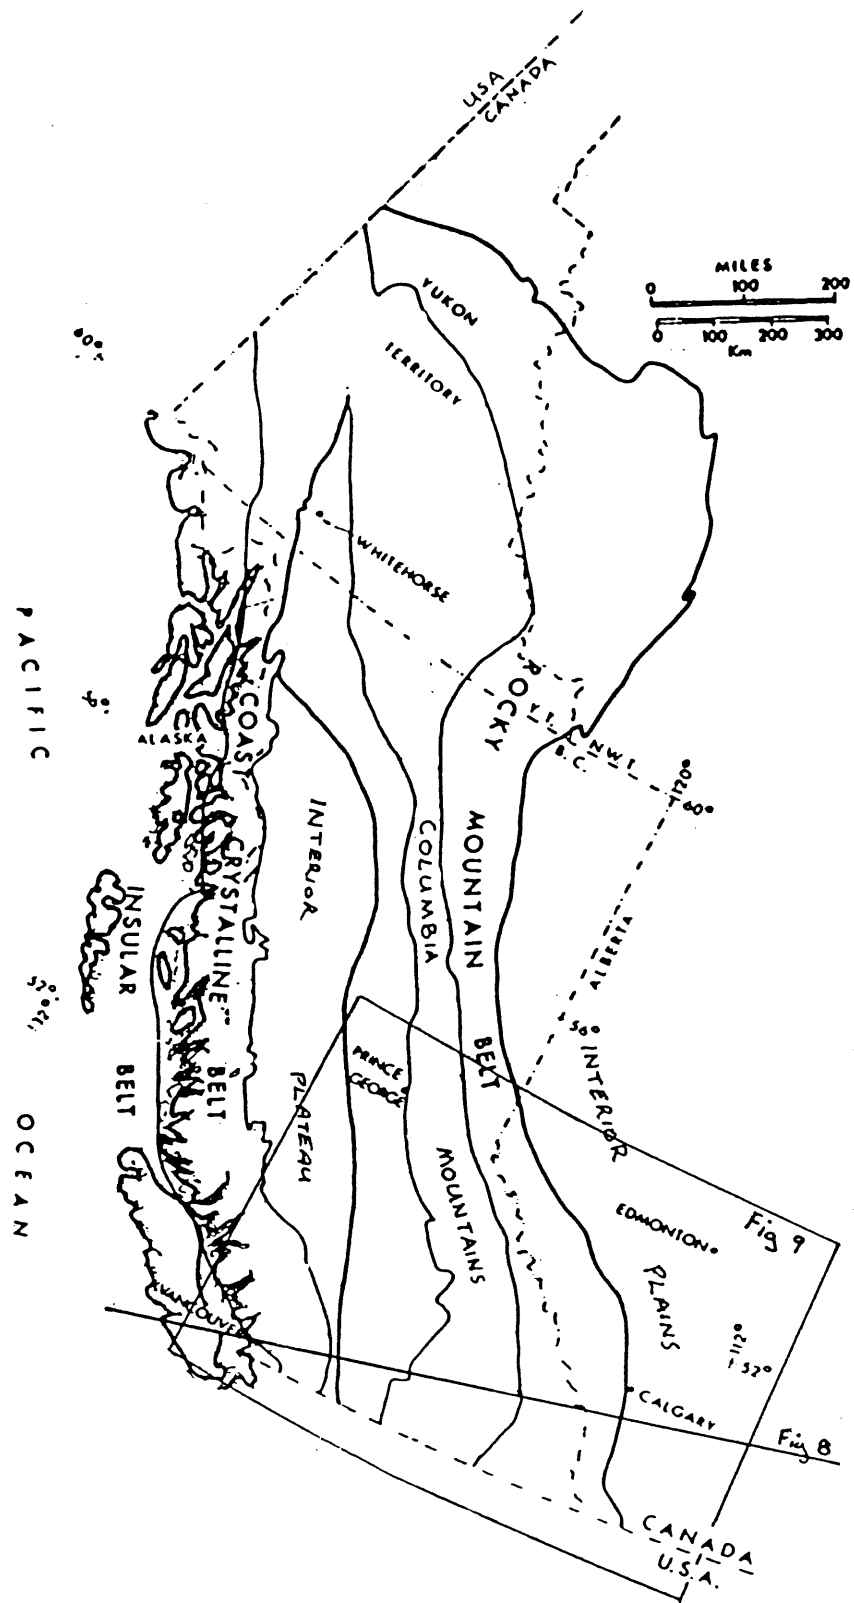 USA
CANADA
MILES
0 100 200
0 100 200 300
Km
YUKON
TERRITORY
60°
WHITEHORSE
PACIFIC
OCEAN
ALASKA
COAST
CRYSTALLINE
BELT
INSULAR
BELT
INTERIOR
PLATEAU
COLUMBIA
MOUNTAINS
ROCKY
MOUNTAIN
BELT
Y.T.
N.W.T.
B.C.
120°
60°
ALBERTA
56°
INTERIOR
PLAINS
PRINCE
GEORGE
EDMONTON
Fig 9
112°
52°
VANCOUVER
CALGARY
Fig 8
CANADA
U.S.A.